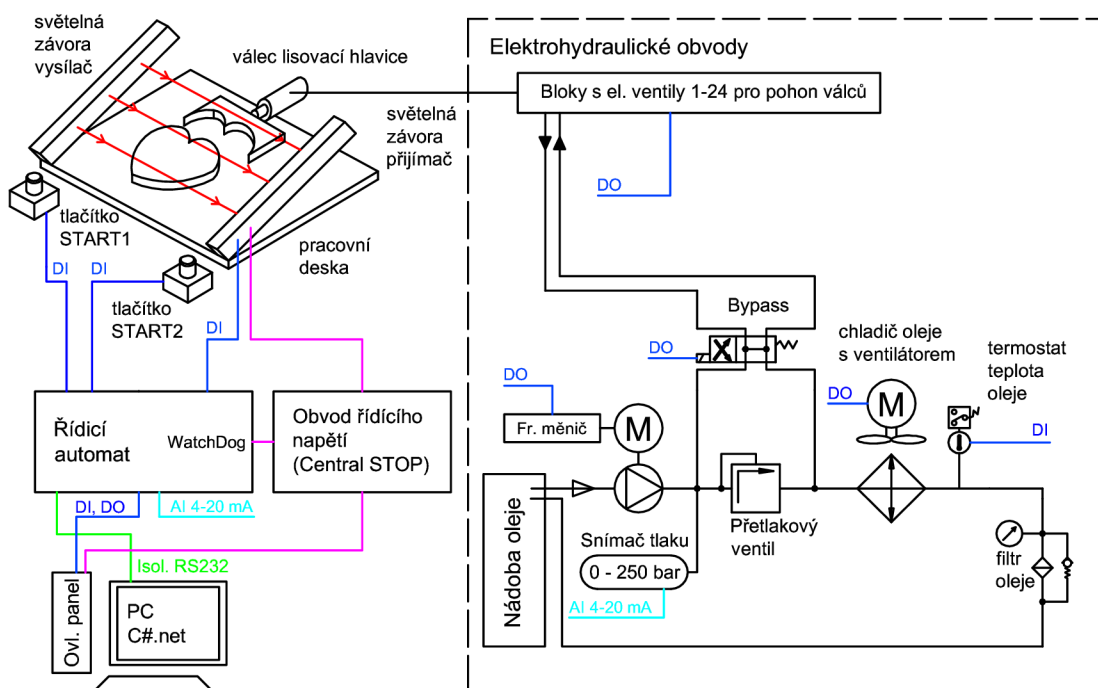 světelná
závora
vysílač
válec lisovací hlavice
světelná
závora
přijímač
tlačítko
START1
pracovní
deska
DI
DI
tlačítko
START2
DI
Řídicí
automat
WatchDog
Obvod řídícího
napětí
(Central STOP)
DI, DO
AI 4-20 mA
Isol. RS232
Ovl. panel
PC
C#.net
Elektrohydraulické obvody
Bloky s el. ventily 1-24 pro pohon válců
DO
Bypass
DO
chladič oleje
s ventilátorem
termostat
teplota
oleje
DO
Fr. měnič
M
DO
M
DI
Nádoba oleje
Přetlakový
ventil
Snímač tlaku
0 - 250 bar
AI 4-20 mA
filtr
oleje